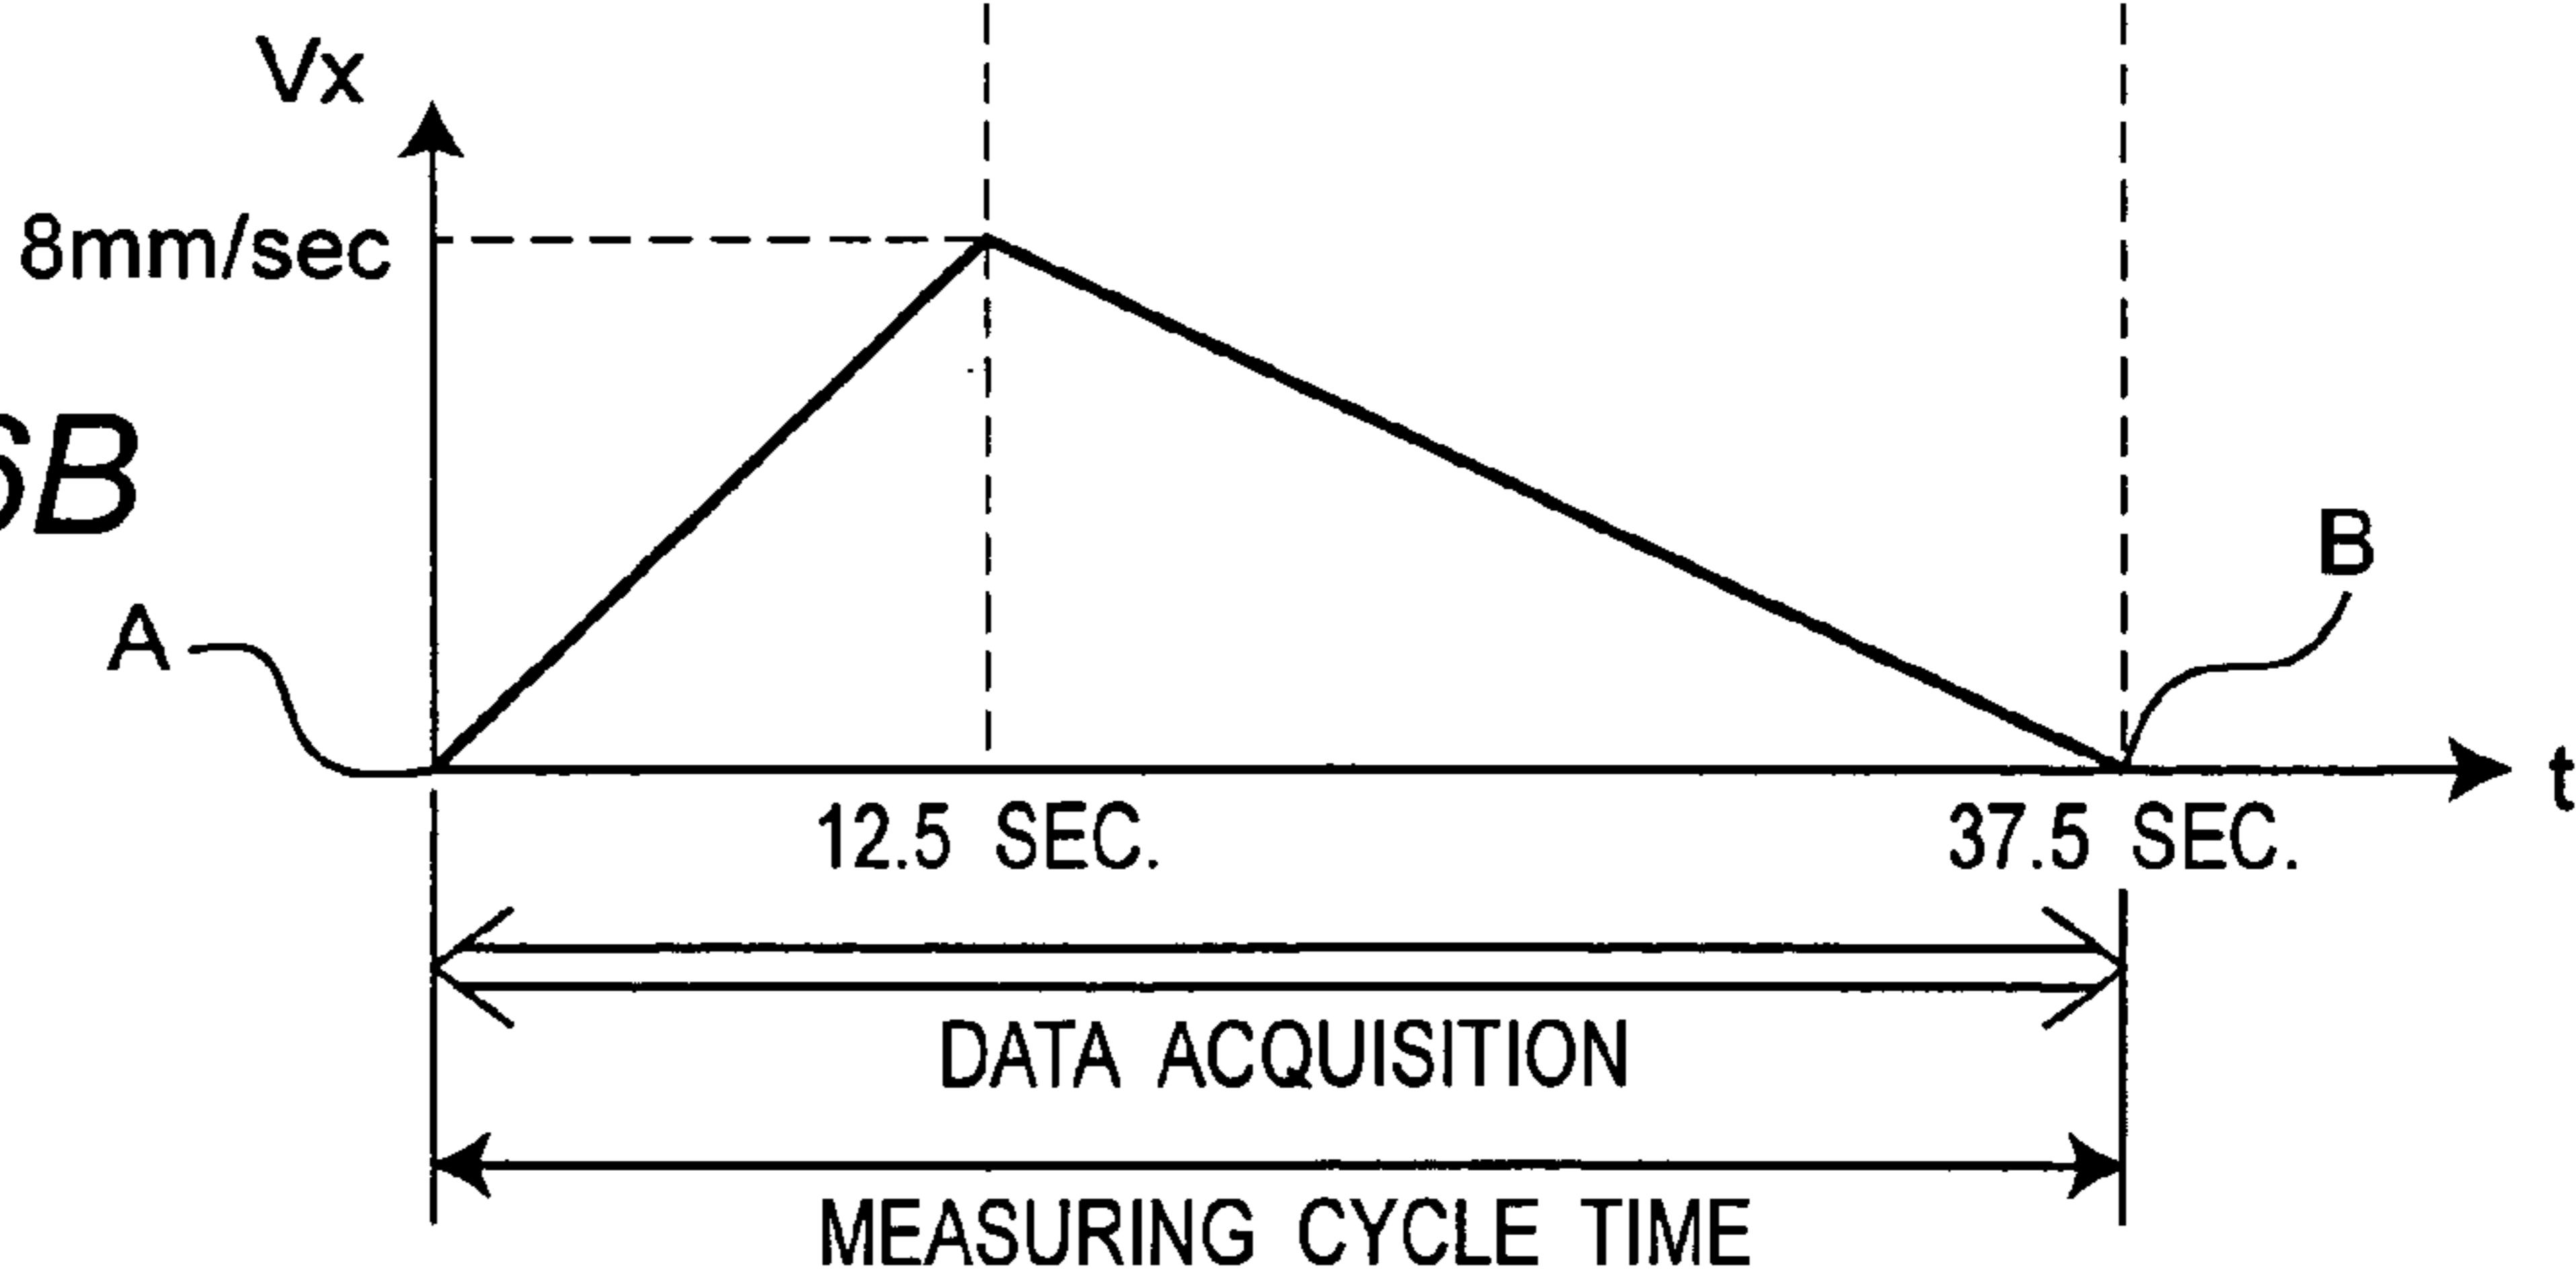 Vx
8mm/sec
6B
A
B
t
12.5 SEC.
37.5 SEC.
DATA ACQUISITION
MEASURING CYCLE TIME